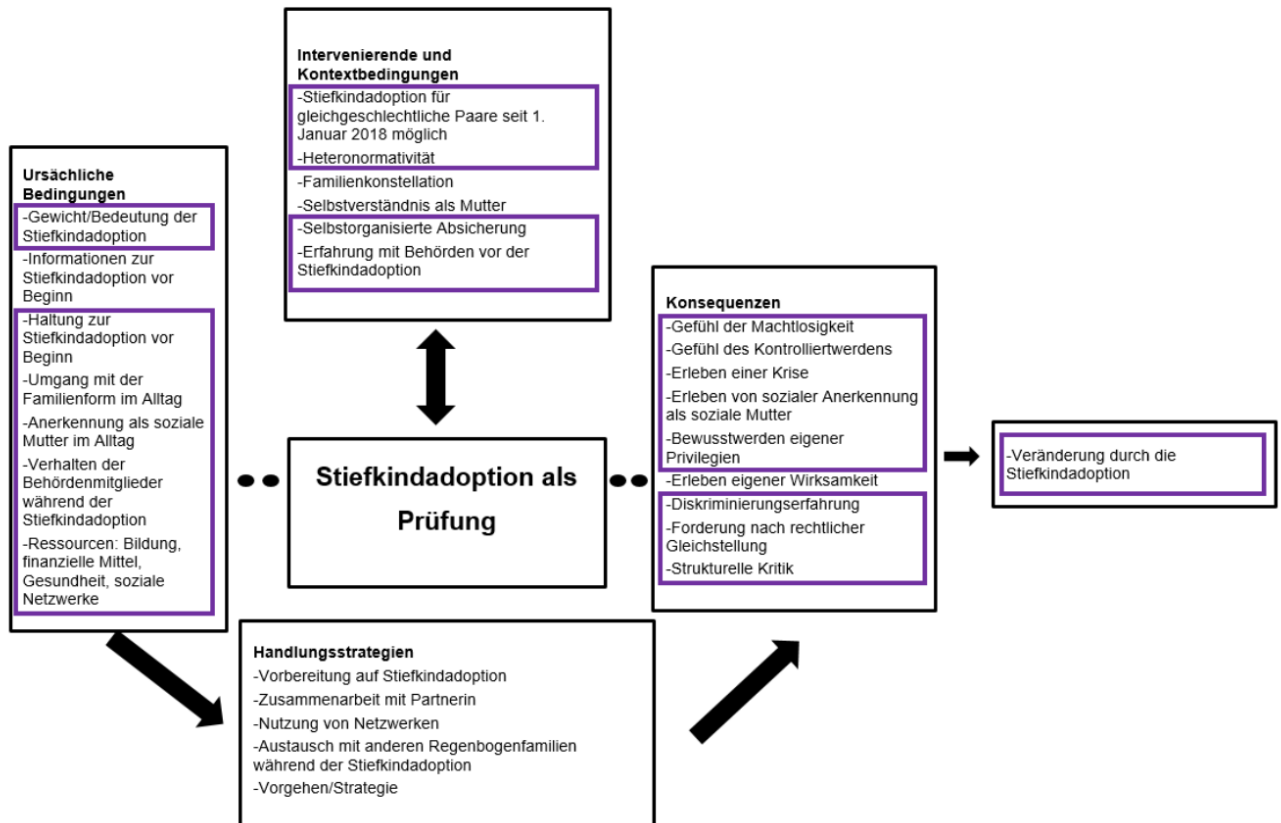 Intervenierende und
Kontextbedingungen
-Stiefkindadoption für
gleichgeschlechtliche Paare seit 1.
Januar 2018 möglich
-Heteronormativität
-Familienkonstellation
-Selbstverständnis als Mutter
-Selbstorganisierte Absicherung
-Erfahrung mit Behörden vor der
Stiefkindadoption
Ursächliche
Bedingungen
-Gewicht/Bedeutung der
Stiefkindadoption
-Informationen zur
Stiefkindadoption vor
Beginn
-Haltung zur
Stiefkindadoption vor
Beginn
-Umgang mit der
Familienform im Alltag
-Anerkennung als soziale
Mutter im Alltag
-Verhalten der
Behördenmitglieder
während der
Stiefkindadoption
-Ressourcen: Bildung,
finanzielle Mittel,
Gesundheit, soziale
Netzwerke
Stiefkindadoption als
Prüfung
Konsequenzen
-Gefühl der Machtlosigkeit
-Gefühl des Kontrolliertwerdens
-Erleben einer Krise
-Erleben von sozialer Anerkennung
als soziale Mutter
-Bewusstwerden eigener
Privilegien
-Erleben eigener Wirksamkeit
-Diskriminierungserfahrung
-Forderung nach rechtlicher
Gleichstellung
-Strukturelle Kritik
-Veränderung durch die
Stiefkindadoption
Handlungsstrategien
-Vorbereitung auf Stiefkindadoption
-Zusammenarbeit mit Partnerin
-Nutzung von Netzwerken
-Austausch mit anderen Regenbogenfamilien
während der Stiefkindadoption
-Vorgehen/Strategie